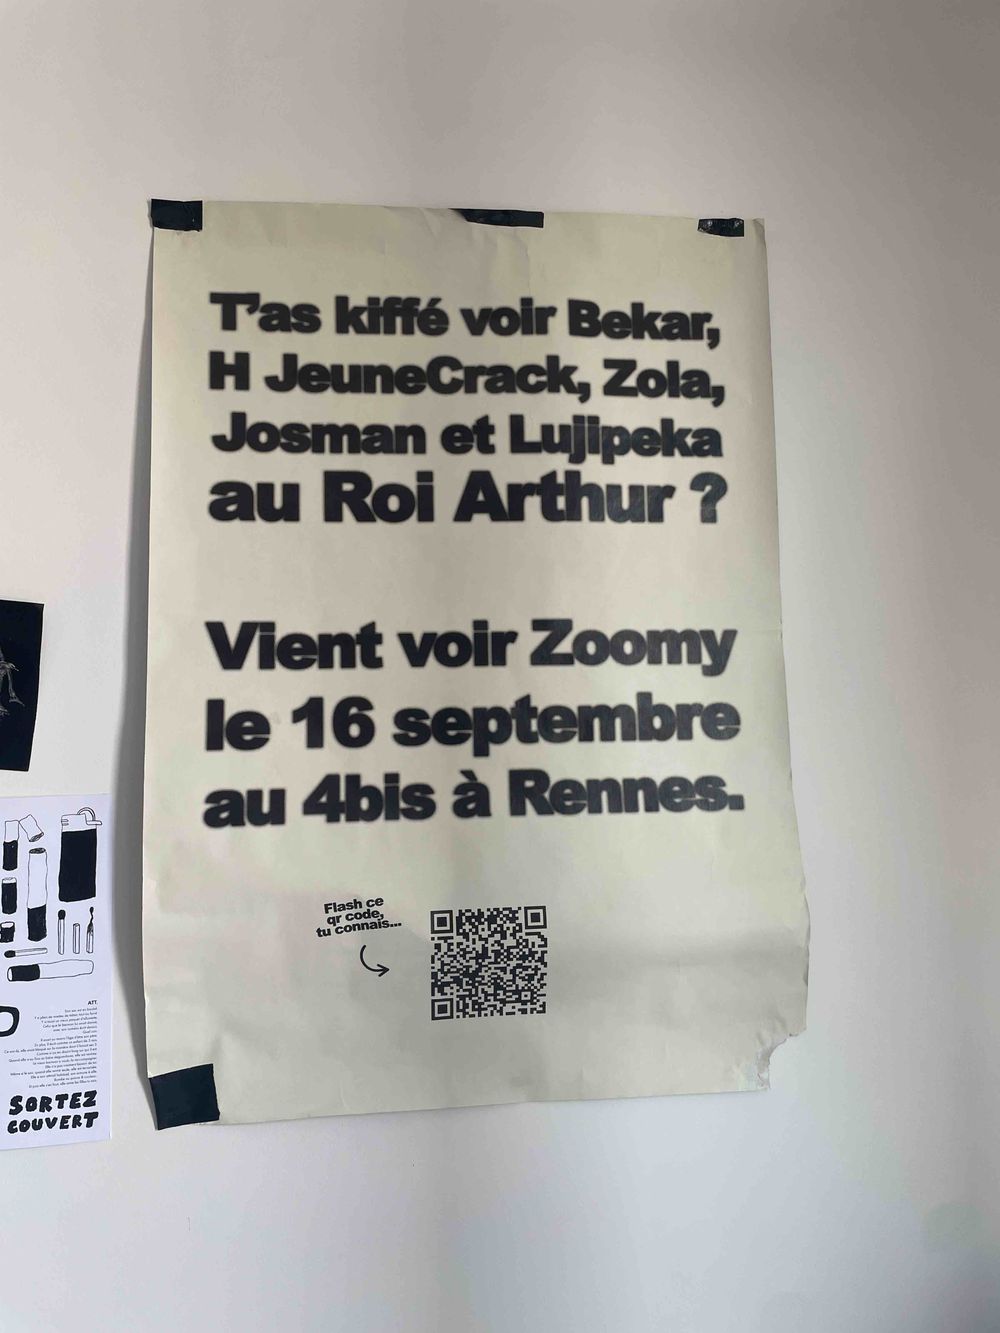 T'as kiffé voir Bekar,
H JeuneCrack, Zola,
Josman et Lujipeka
au Roi Arthur ?
Vient voir Zoomy
le 16 septembre
au 4bis à Rennes.
Flash ce
qr code,
tu connais...
ATT.
SORTEZ
COUVERT